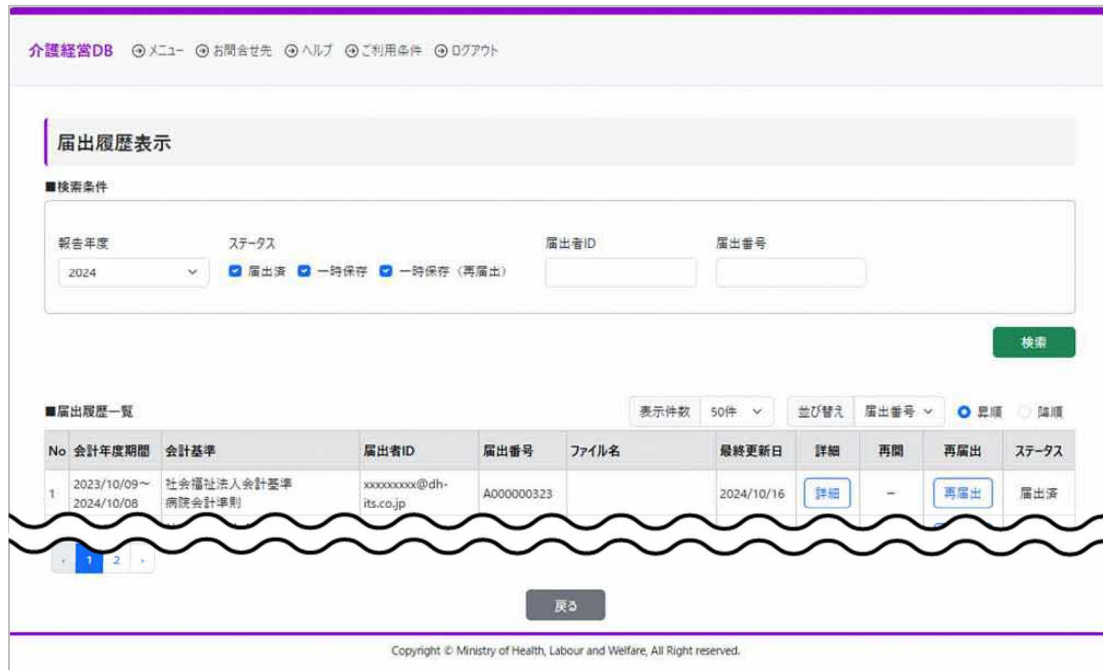 介護経営DB メニュー お問合せ先 ヘルプ ご利用条件 ログアウト
届出履歴表示
■検索条件
報告年度 ステータス 届出者ID 届出番号
2024 届出済 一時保存 一時保存（再届出）
検索
■届出履歴一覧 表示件数 50件 並び替え 届出番号 昇順 降順
No 会計年度期間 会計基準 届出者ID 届出番号 ファイル名 最終更新日 詳細 再開 再届出 ステータス
1 2023/10/09～ 社会福祉法人会計基準 xxxxxxxxx@dh- A000000323 2024/10/16 詳細 － 再届出 届出済
2024/10/08 病院会計準則 its.co.jp
‹ 1 2 ›
戻る
Copyright © Ministry of Health, Labour and Welfare, All Right reserved.